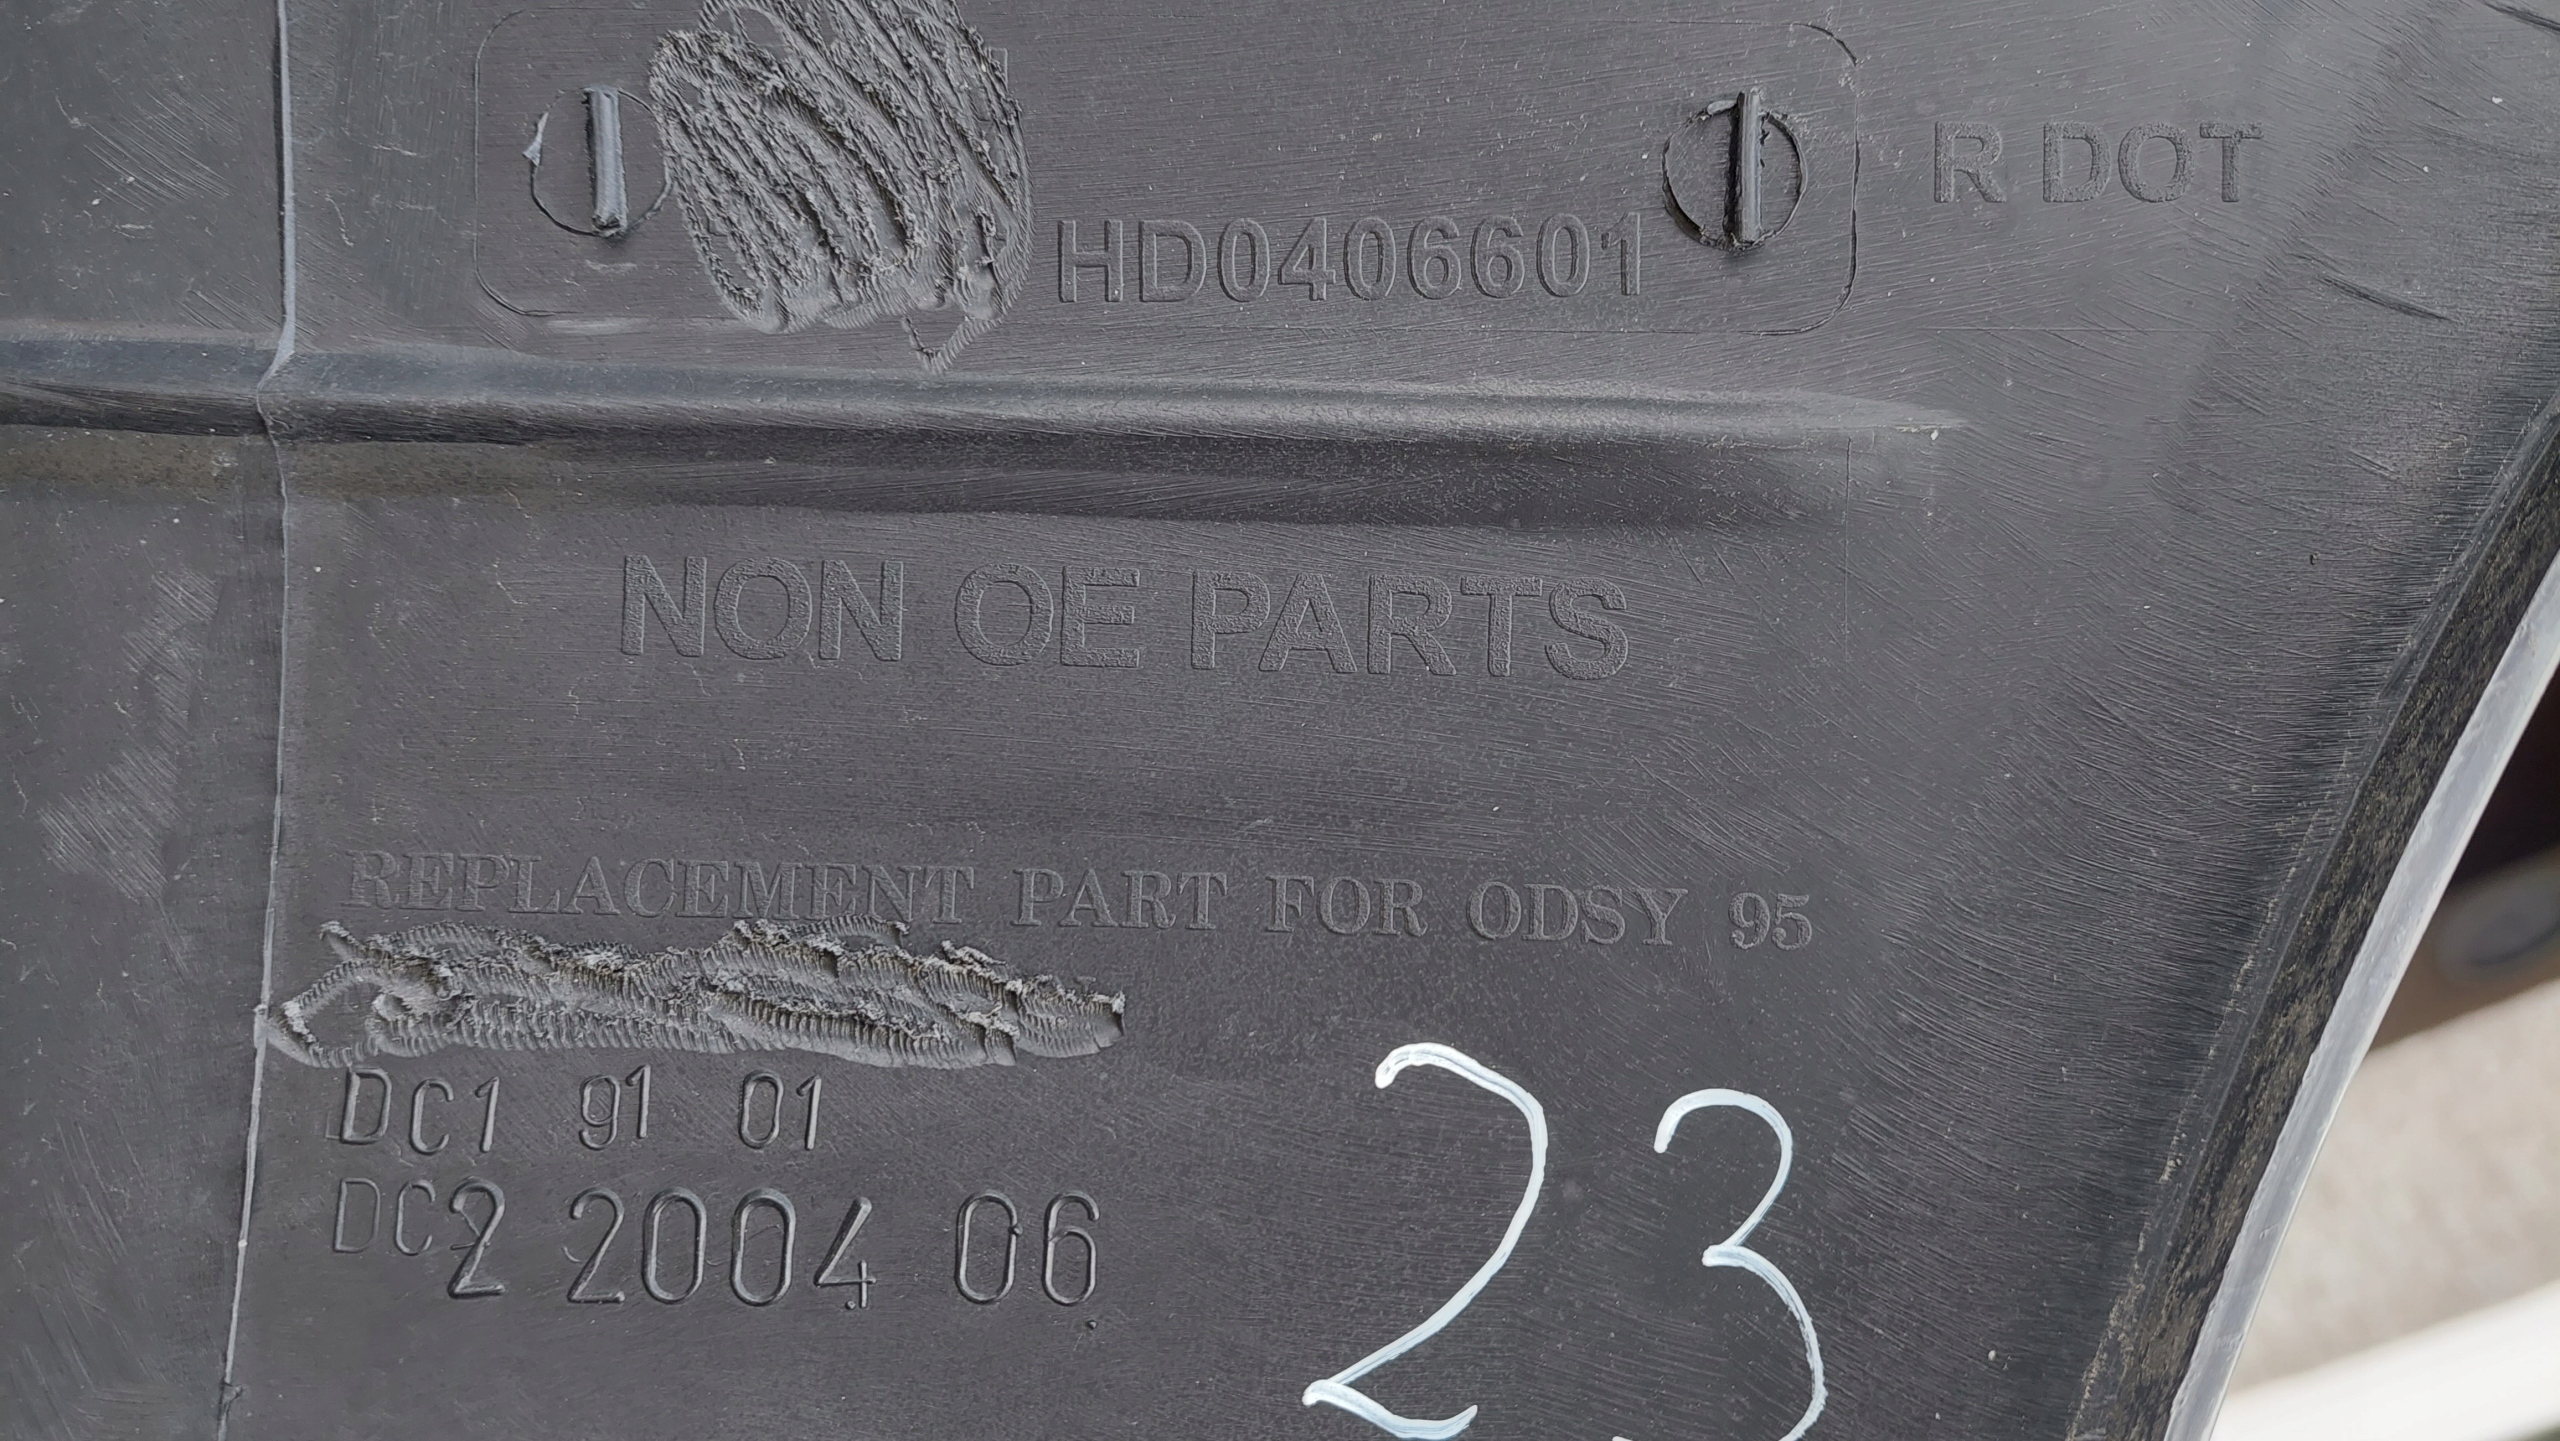 HD0406601
R DOT
NON OE PARTS
REPLACEMENT PART FOR ODSY 95
DC1 91 01
DC2 2004 06
23